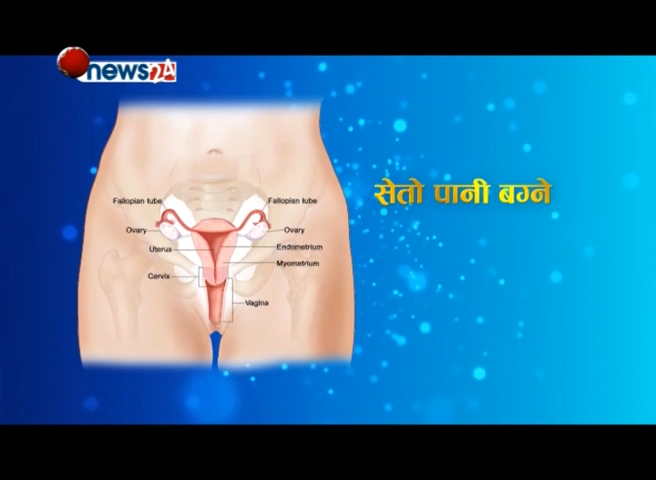 news24
सेतो पानी बग्ने
Fallopian tube
Fallopian tube
Ovary
Ovary
Uterus
Endometrium
Myometrium
Cervix
Vagina